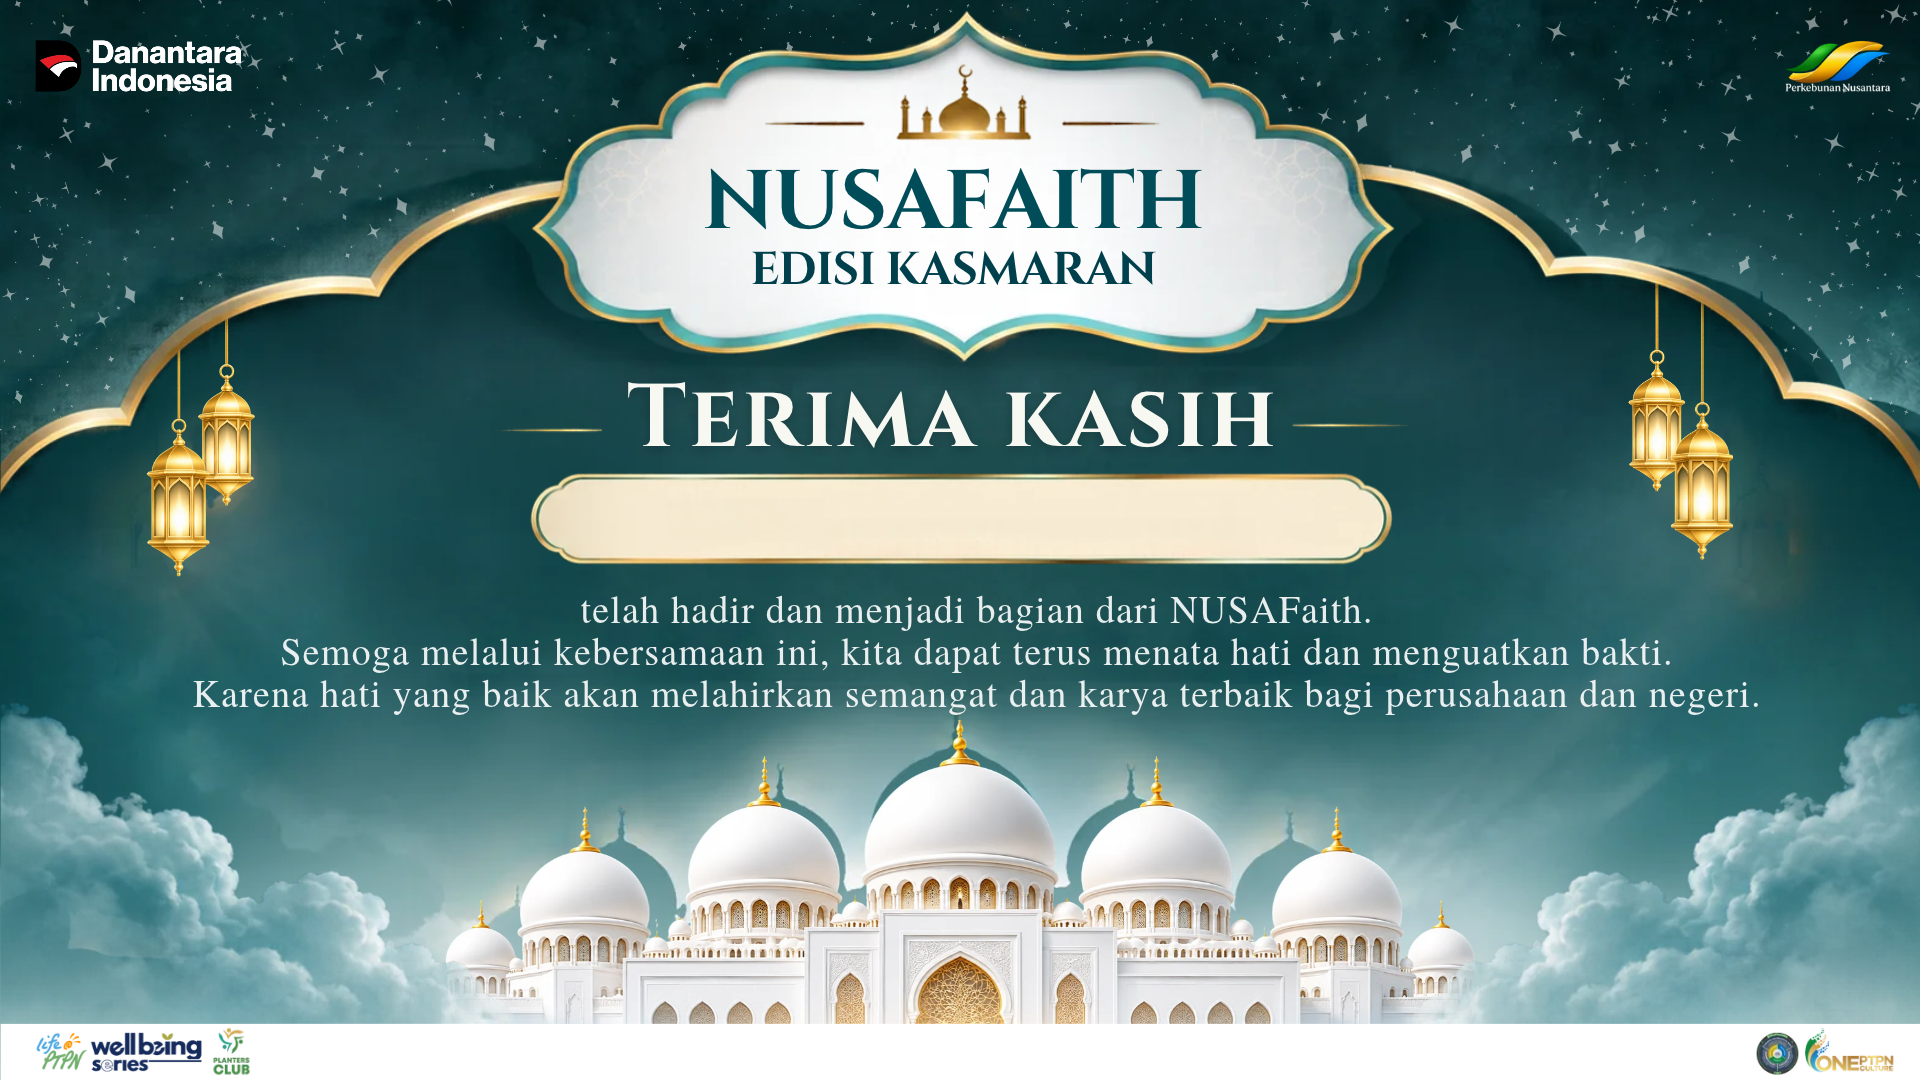 Danantara
Indonesia
Perkebunan Nusantara
NUSAFAITH
EDISI KASMARAN
TERIMA KASIH
telah hadir dan menjadi bagian dari NUSAFaith.
Semoga melalui kebersamaan ini, kita dapat terus menata hati dan menguatkan bakti.
Karena hati yang baik akan melahirkan semangat dan karya terbaik bagi perusahaan dan negeri.
life PTPN
wellbeing
series
PLANTERS
CLUB
ONE PTPN
CULTURE